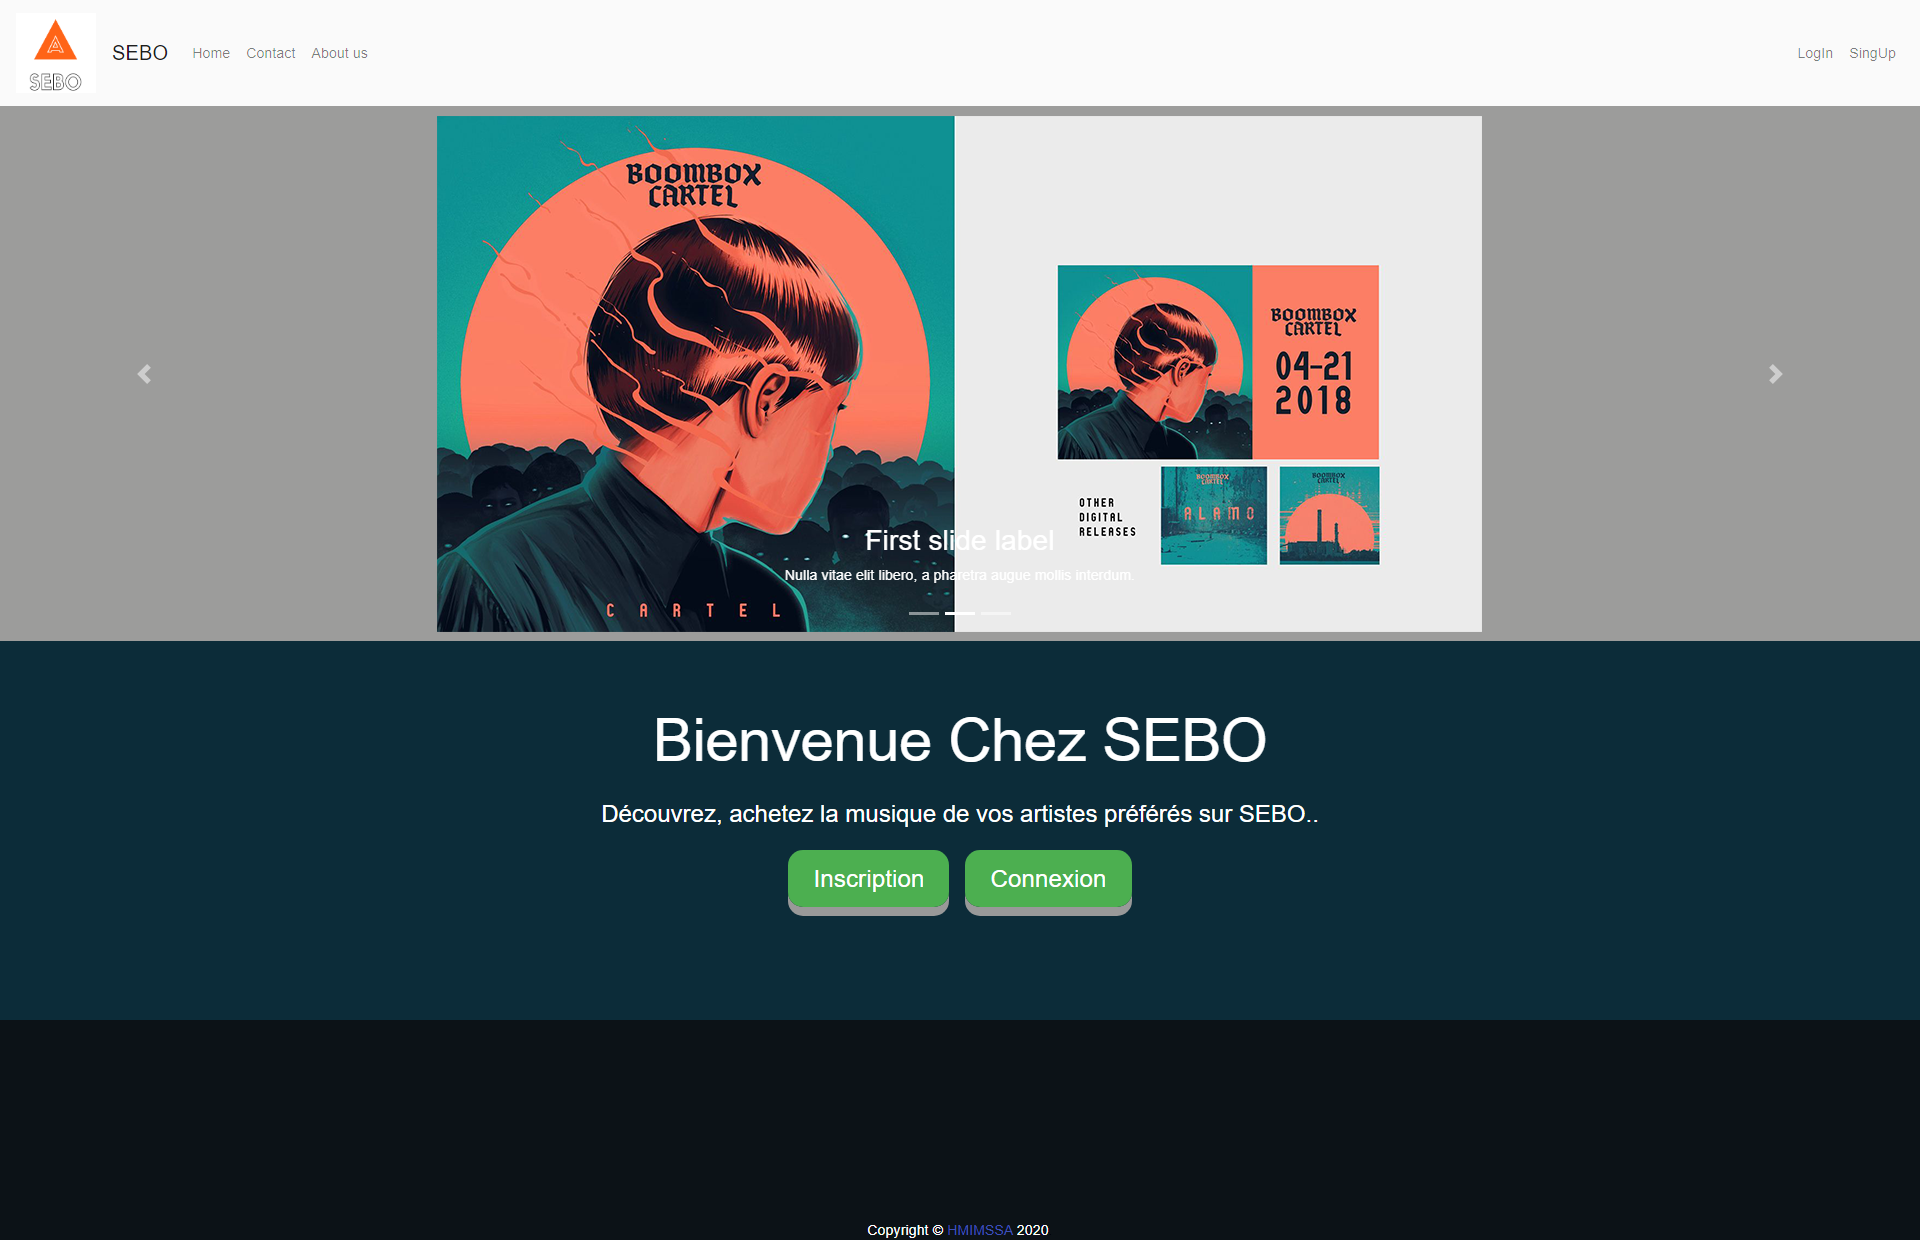 SEBO
SEBO
Home
Contact
About us
LogIn
SingUp
BOOMBOX
CARTEL
CARTEL
BOOMBOX
CARTEL
04-21
2018
OTHER
DIGITAL
RELEASES
BOOMBOX
CARTEL
ALAMO
BOOMBOX
CARTEL
First slide label
Nulla vitae elit libero, a pharetra augue mollis interdum.
Bienvenue Chez SEBO
Découvrez, achetez la musique de vos artistes préférés sur SEBO..
Inscription
Connexion
Copyright © HMIMSSA 2020